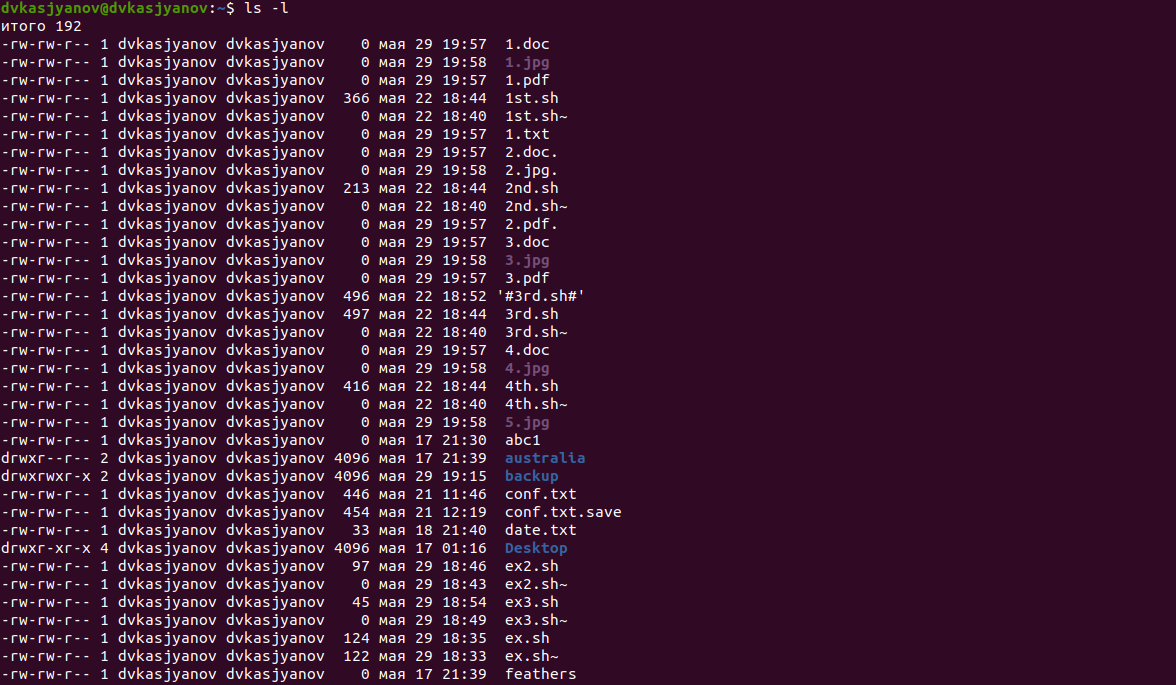 dvkasjyanov@dvkasjyanov:~$ ls -l
итого 192
-rw-rw-r-- 1 dvkasjyanov dvkasjyanov    0 мая 29 19:57  1.doc
-rw-rw-r-- 1 dvkasjyanov dvkasjyanov    0 мая 29 19:58  1.jpg
-rw-rw-r-- 1 dvkasjyanov dvkasjyanov    0 мая 29 19:57  1.pdf
-rw-rw-r-- 1 dvkasjyanov dvkasjyanov  366 мая 22 18:44  1st.sh
-rw-rw-r-- 1 dvkasjyanov dvkasjyanov    0 мая 22 18:40  1st.sh~
-rw-rw-r-- 1 dvkasjyanov dvkasjyanov    0 мая 29 19:57  1.txt
-rw-rw-r-- 1 dvkasjyanov dvkasjyanov    0 мая 29 19:57  2.doc.
-rw-rw-r-- 1 dvkasjyanov dvkasjyanov    0 мая 29 19:58  2.jpg.
-rw-rw-r-- 1 dvkasjyanov dvkasjyanov  213 мая 22 18:44  2nd.sh
-rw-rw-r-- 1 dvkasjyanov dvkasjyanov    0 мая 22 18:40  2nd.sh~
-rw-rw-r-- 1 dvkasjyanov dvkasjyanov    0 мая 29 19:57  2.pdf.
-rw-rw-r-- 1 dvkasjyanov dvkasjyanov    0 мая 29 19:57  3.doc
-rw-rw-r-- 1 dvkasjyanov dvkasjyanov    0 мая 29 19:58  3.jpg
-rw-rw-r-- 1 dvkasjyanov dvkasjyanov    0 мая 29 19:57  3.pdf
-rw-rw-r-- 1 dvkasjyanov dvkasjyanov  496 мая 22 18:52 '#3rd.sh#'
-rw-rw-r-- 1 dvkasjyanov dvkasjyanov  497 мая 22 18:44  3rd.sh
-rw-rw-r-- 1 dvkasjyanov dvkasjyanov    0 мая 22 18:40  3rd.sh~
-rw-rw-r-- 1 dvkasjyanov dvkasjyanov    0 мая 29 19:57  4.doc
-rw-rw-r-- 1 dvkasjyanov dvkasjyanov    0 мая 29 19:58  4.jpg
-rw-rw-r-- 1 dvkasjyanov dvkasjyanov  416 мая 22 18:44  4th.sh
-rw-rw-r-- 1 dvkasjyanov dvkasjyanov    0 мая 22 18:40  4th.sh~
-rw-rw-r-- 1 dvkasjyanov dvkasjyanov    0 мая 29 19:58  5.jpg
-rw-rw-r-- 1 dvkasjyanov dvkasjyanov    0 мая 17 21:30  abc1
drwxr--r-- 2 dvkasjyanov dvkasjyanov 4096 мая 17 21:39  australia
drwxrwxr-x 2 dvkasjyanov dvkasjyanov 4096 мая 29 19:15  backup
-rw-rw-r-- 1 dvkasjyanov dvkasjyanov  446 мая 21 11:46  conf.txt
-rw-rw-r-- 1 dvkasjyanov dvkasjyanov  454 мая 21 12:19  conf.txt.save
-rw-rw-r-- 1 dvkasjyanov dvkasjyanov   33 мая 18 21:40  date.txt
drwxr-xr-x 4 dvkasjyanov dvkasjyanov 4096 мая 17 01:16  Desktop
-rw-rw-r-- 1 dvkasjyanov dvkasjyanov   97 мая 29 18:46  ex2.sh
-rw-rw-r-- 1 dvkasjyanov dvkasjyanov    0 мая 29 18:43  ex2.sh~
-rw-rw-r-- 1 dvkasjyanov dvkasjyanov   45 мая 29 18:54  ex3.sh
-rw-rw-r-- 1 dvkasjyanov dvkasjyanov    0 мая 29 18:49  ex3.sh~
-rw-rw-r-- 1 dvkasjyanov dvkasjyanov  124 мая 29 18:35  ex.sh
-rw-rw-r-- 1 dvkasjyanov dvkasjyanov  122 мая 29 18:33  ex.sh~
-rw-rw-r-- 1 dvkasjyanov dvkasjyanov    0 мая 17 21:39  feathers